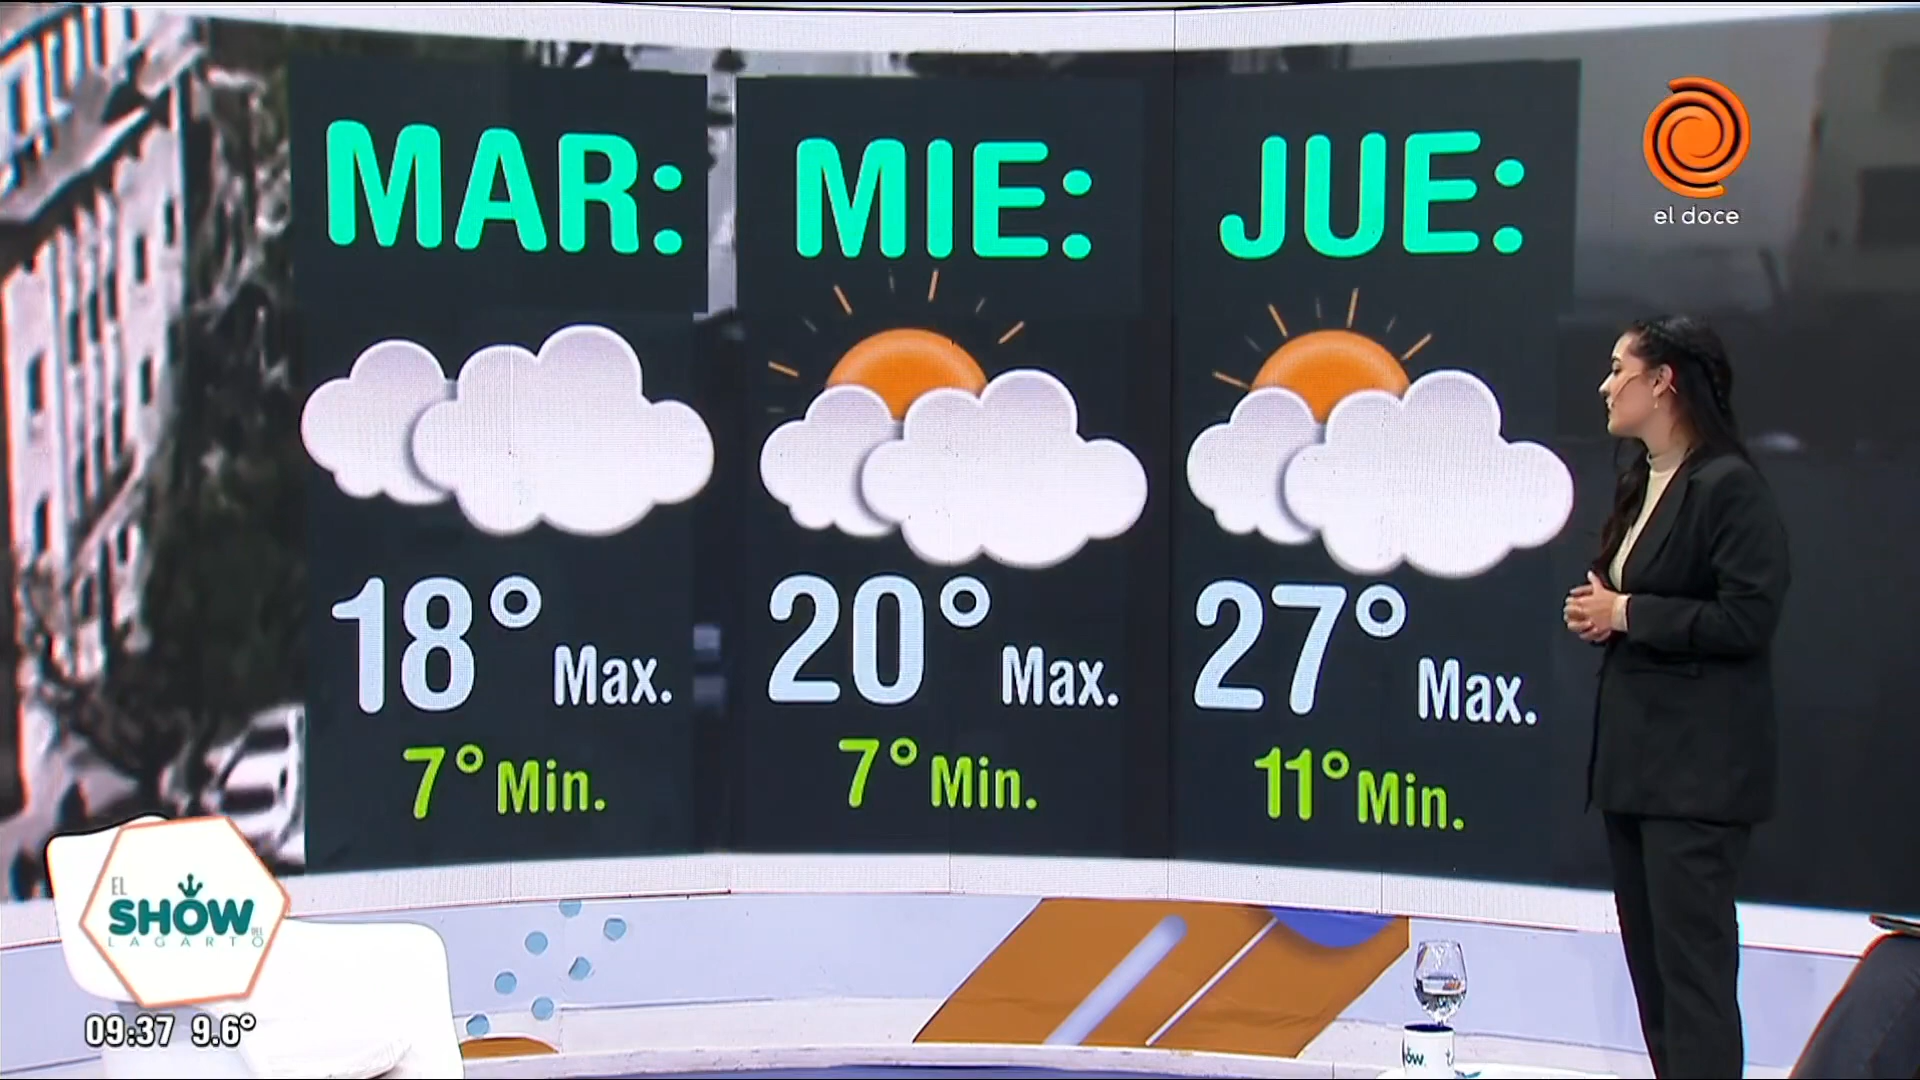 MAR:
MIE:
JUE:
el doce
18° Max.
20° Max.
27° Max.
7° Min.
7° Min.
11° Min.
EL
SHOW
DEL
LAGARTO
09:37 9.6°